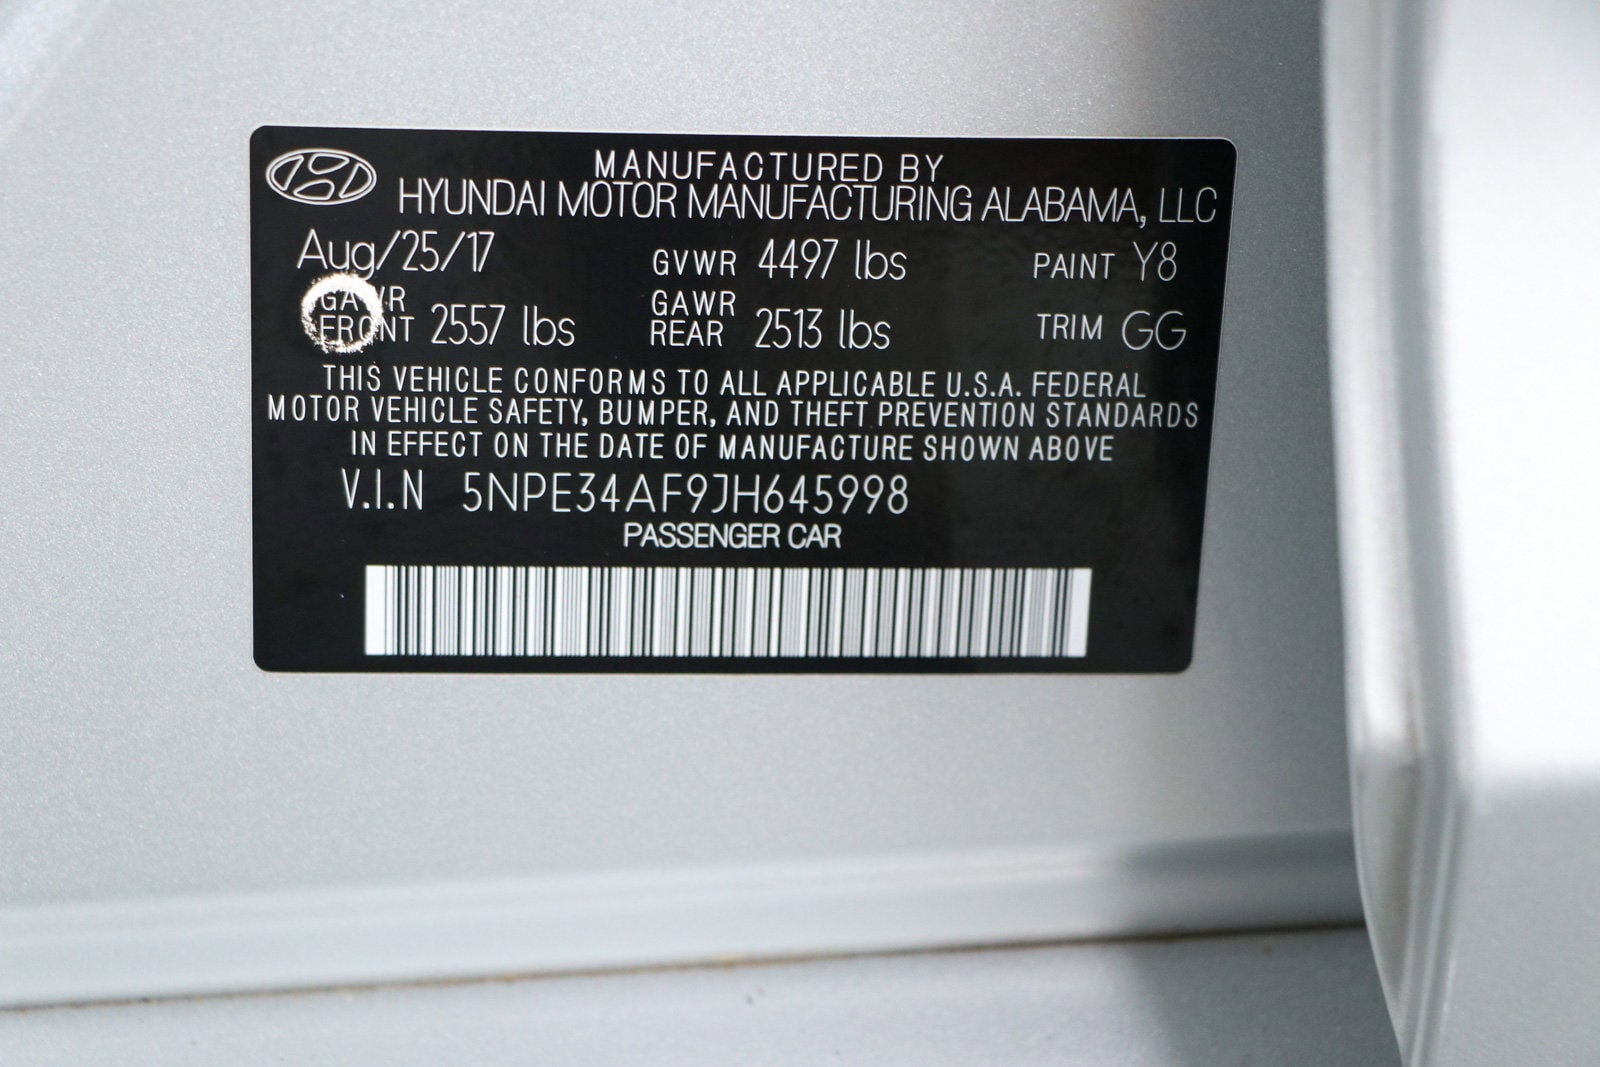 MANUFACTURED BY
HYUNDAI MOTOR MANUFACTURING ALABAMA, LLC
Aug/25/17 GVWR 4497 lbs PAINT Y8
GAWR FRONT 2557 lbs GAWR REAR 2513 lbs TRIM GG
THIS VEHICLE CONFORMS TO ALL APPLICABLE U.S.A. FEDERAL
MOTOR VEHICLE SAFETY, BUMPER, AND THEFT PREVENTION STANDARDS
IN EFFECT ON THE DATE OF MANUFACTURE SHOWN ABOVE
V.I.N 5NPE34AF9JH645998
PASSENGER CAR